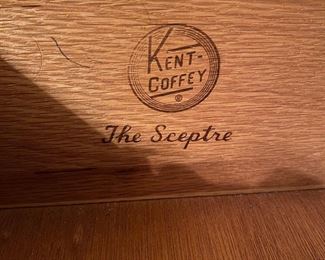 KENT-
COFFEY
®
The Sceptre